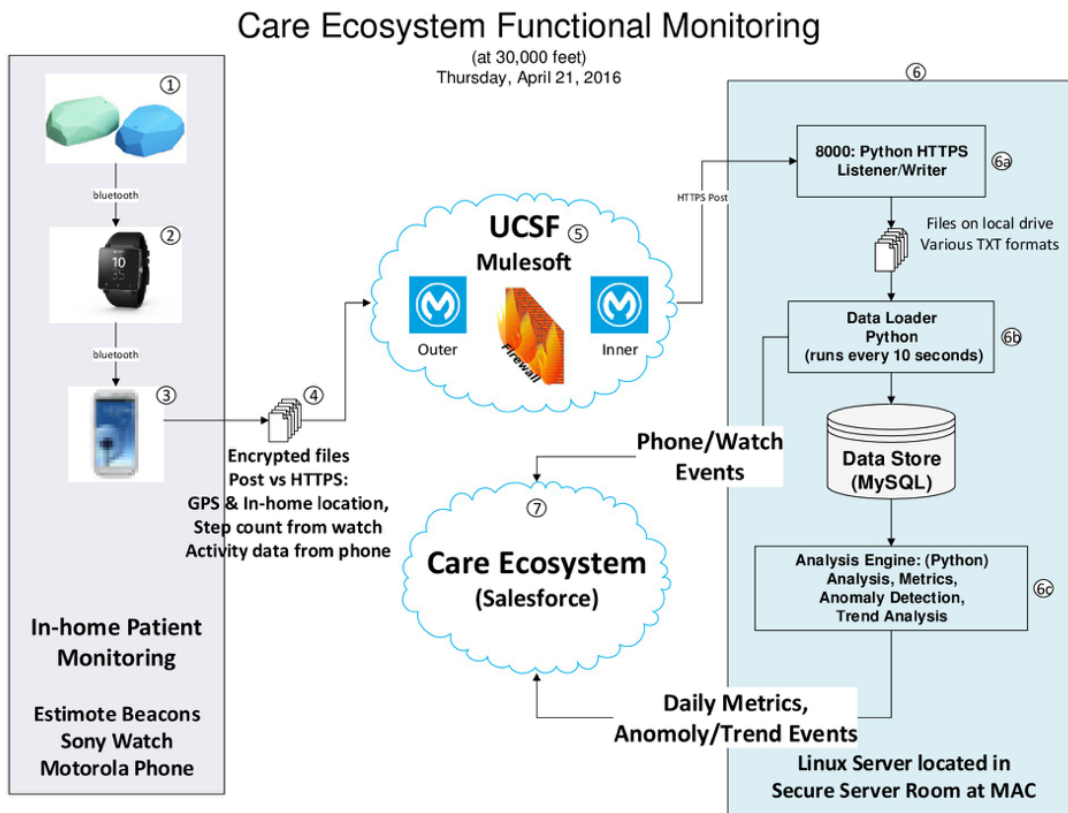 Care Ecosystem Functional Monitoring
(at 30,000 feet)
Thursday, April 21, 2016
1
bluetooth
2
10
35
bluetooth
3
4
Encrypted files
Post vs HTTPS:
GPS & In-home location,
Step count from watch
Activity data from phone
In-home Patient
Monitoring
Estimote Beacons
Sony Watch
Motorola Phone
UCSF
5
Mulesoft
Outer
Firewall
Inner
HTTPS Post
6
8000: Python HTTPS
Listener/Writer
6a
Files on local drive
Various TXT formats
Data Loader
Python
(runs every 10 seconds)
6b
Phone/Watch
Events
Data Store
(MySQL)
7
Care Ecosystem
(Salesforce)
Analysis Engine: (Python)
Analysis, Metrics,
Anomaly Detection,
Trend Analysis
6c
Daily Metrics,
Anomoly/Trend Events
Linux Server located in
Secure Server Room at MAC